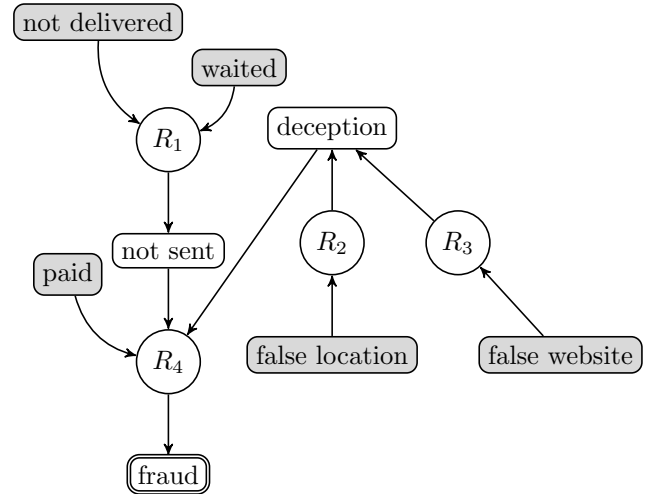 not delivered
waited
R1
deception
not sent
R2
R3
paid
R4
false location
false website
fraud